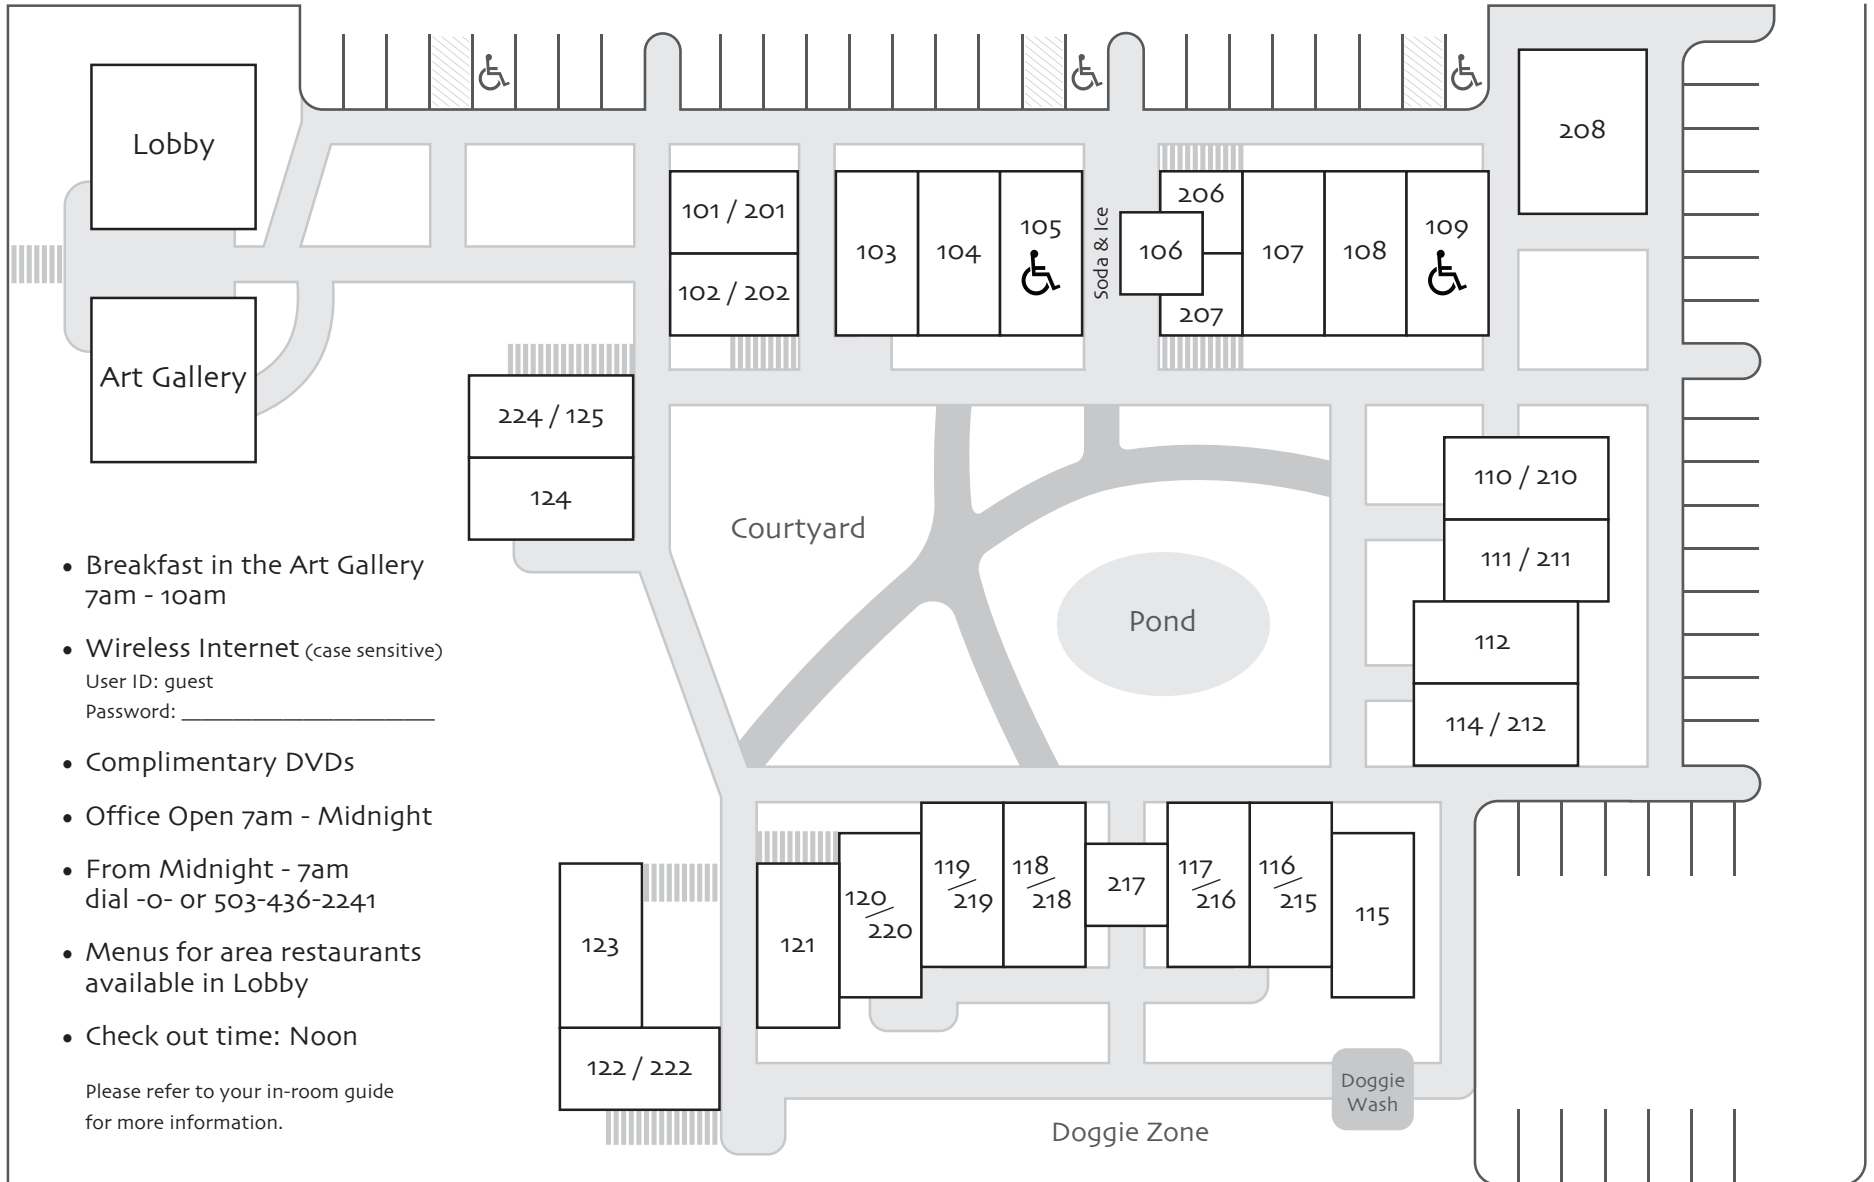 Lobby
208
101 / 201
102 / 202
103
104
105
Soda & Ice
206
106
207
107
108
109
Art Gallery
224 / 125
124
Courtyard
Pond
110 / 210
111 / 211
112
114 / 212
• Breakfast in the Art Gallery
7am - 10am
• Wireless Internet (case sensitive)
User ID: guest
Password: _________________________
• Complimentary DVDs
• Office Open 7am - Midnight
• From Midnight - 7am
dial -0- or 503-436-2241
• Menus for area restaurants
available in Lobby
• Check out time: Noon
Please refer to your in-room guide
for more information.
123
122 / 222
121
120 / 220
119 / 219
118 / 218
217
117 / 216
116 / 215
115
Doggie
Wash
Doggie Zone